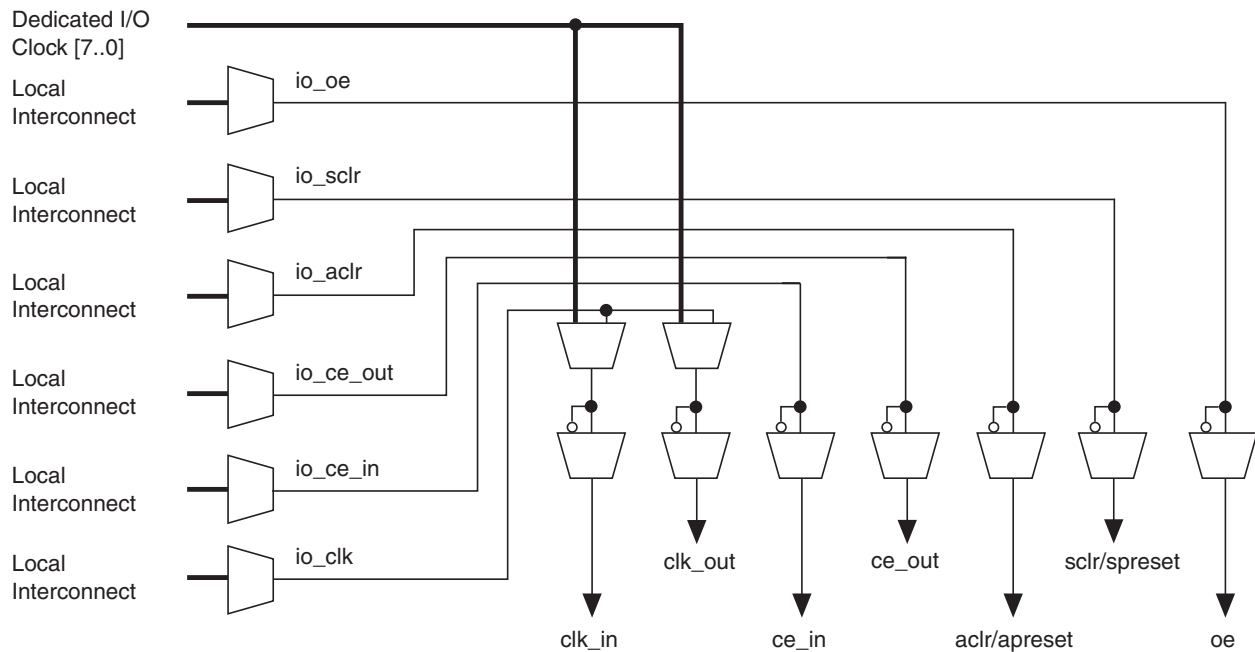 Dedicated I/O
Clock [7..0]
Local
Interconnect
io_oe
Local
Interconnect
io_sclr
Local
Interconnect
io_aclr
Local
Interconnect
io_ce_out
Local
Interconnect
io_ce_in
Local
Interconnect
io_clk
clk_out
ce_out
sclr/spreset
clk_in
ce_in
aclr/apreset
oe